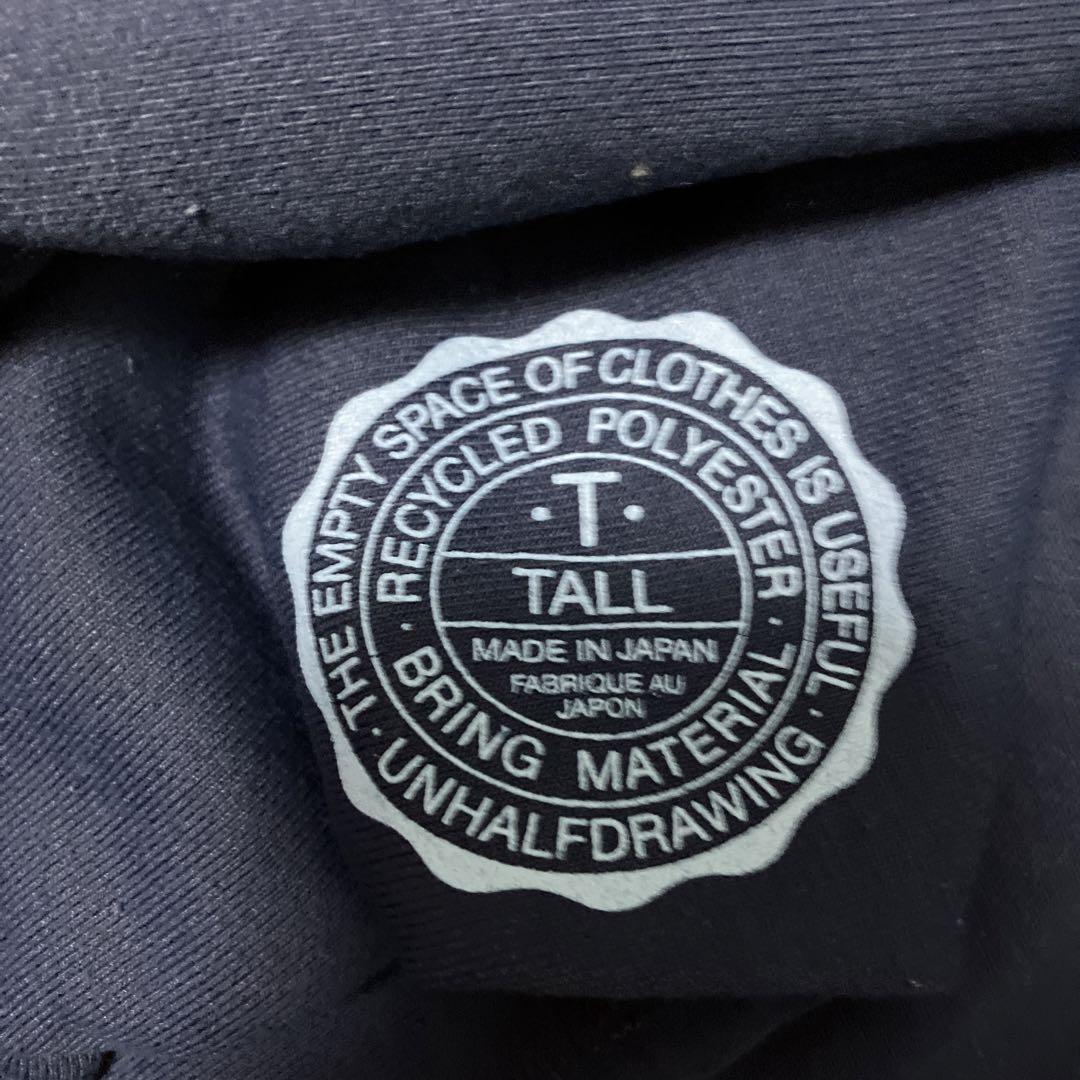 THE EMPTY SPACE OF CLOTHES IS USEFUL
· UNHALFDRAWING ·
· RECYCLED POLYESTER ·
BRING MATERIAL
· T ·
TALL
MADE IN JAPAN
FABRIQUE AU
JAPON